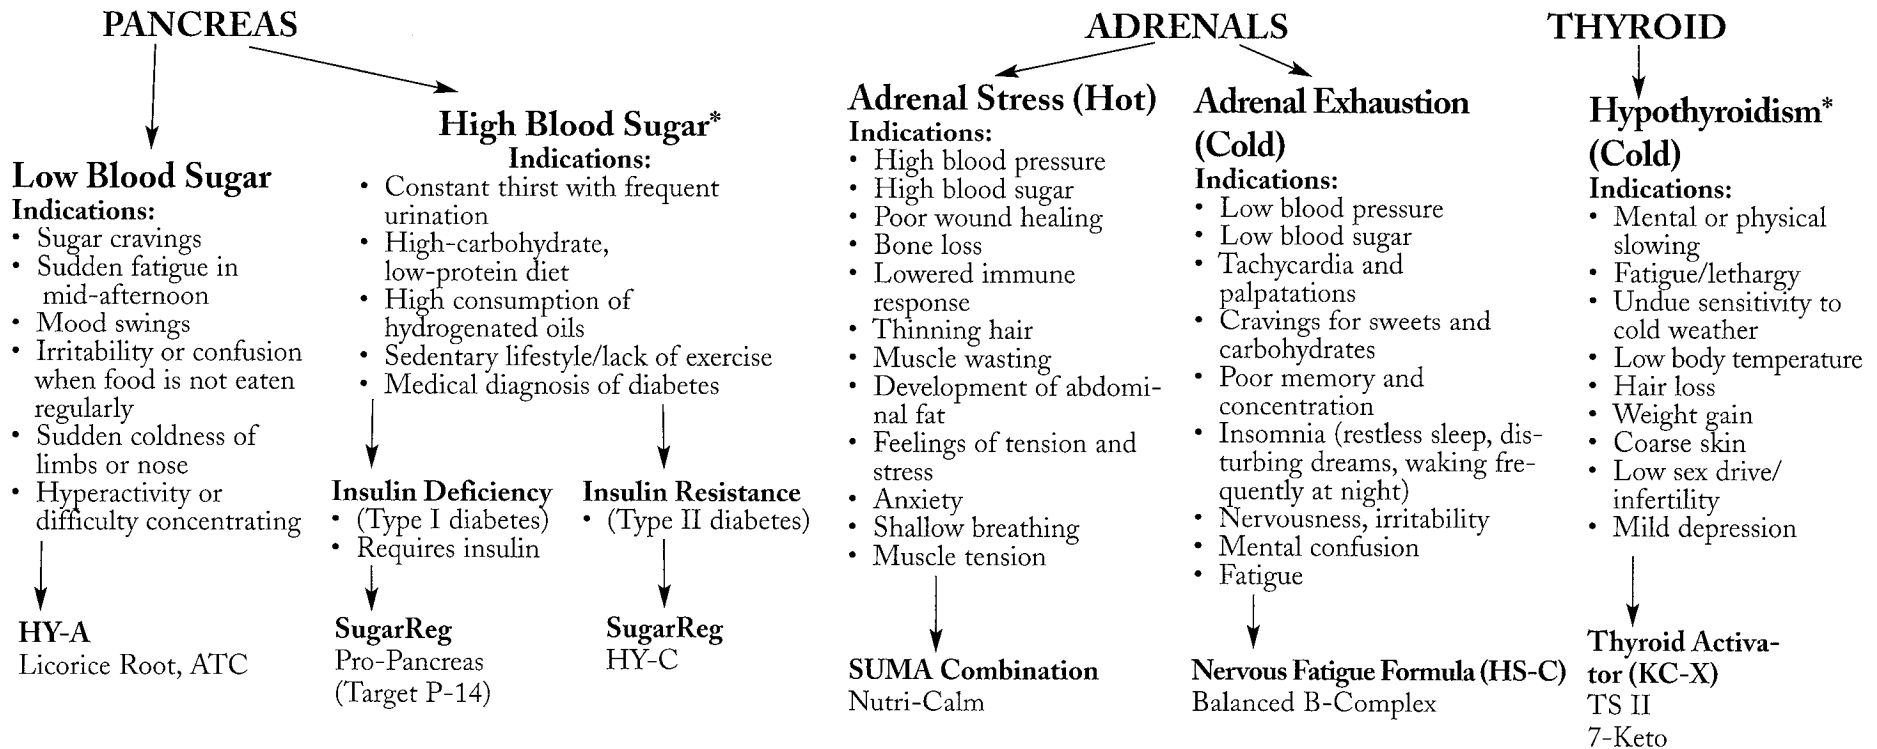 PANCREAS
Low Blood Sugar
Indications:
• Sugar cravings
• Sudden fatigue in
mid-afternoon
• Mood swings
• Irritability or confusion
when food is not eaten
regularly
• Sudden coldness of
limbs or nose
• Hyperactivity or
difficulty concentrating
HY-A
Licorice Root, ATC
High Blood Sugar*
Indications:
• Constant thirst with frequent
urination
• High-carbohydrate,
low-protein diet
• High consumption of
hydrogenated oils
• Sedentary lifestyle/lack of exercise
• Medical diagnosis of diabetes
Insulin Deficiency
• (Type I diabetes)
• Requires insulin
SugarReg
Pro-Pancreas
(Target P-14)
Insulin Resistance
• (Type II diabetes)
SugarReg
HY-C
ADRENALS
Adrenal Stress (Hot)
Indications:
• High blood pressure
• High blood sugar
• Poor wound healing
• Bone loss
• Lowered immune
response
• Thinning hair
• Muscle wasting
• Development of abdomi-
nal fat
• Feelings of tension and
stress
• Anxiety
• Shallow breathing
• Muscle tension
SUMA Combination
Nutri-Calm
Adrenal Exhaustion
(Cold)
Indications:
• Low blood pressure
• Low blood sugar
• Tachycardia and
palpatations
• Cravings for sweets and
carbohydrates
• Poor memory and
concentration
• Insomnia (restless sleep, dis-
turbing dreams, waking fre-
quently at night)
• Nervousness, irritability
• Mental confusion
• Fatigue
Nervous Fatigue Formula (HS-C)
Balanced B-Complex
THYROID
Hypothyroidism*
(Cold)
Indications:
• Mental or physical
slowing
• Fatigue/lethargy
• Undue sensitivity to
cold weather
• Low body temperature
• Hair loss
• Weight gain
• Coarse skin
• Low sex drive/
infertility
• Mild depression
Thyroid Activa-
tor (KC-X)
TS II
7-Keto